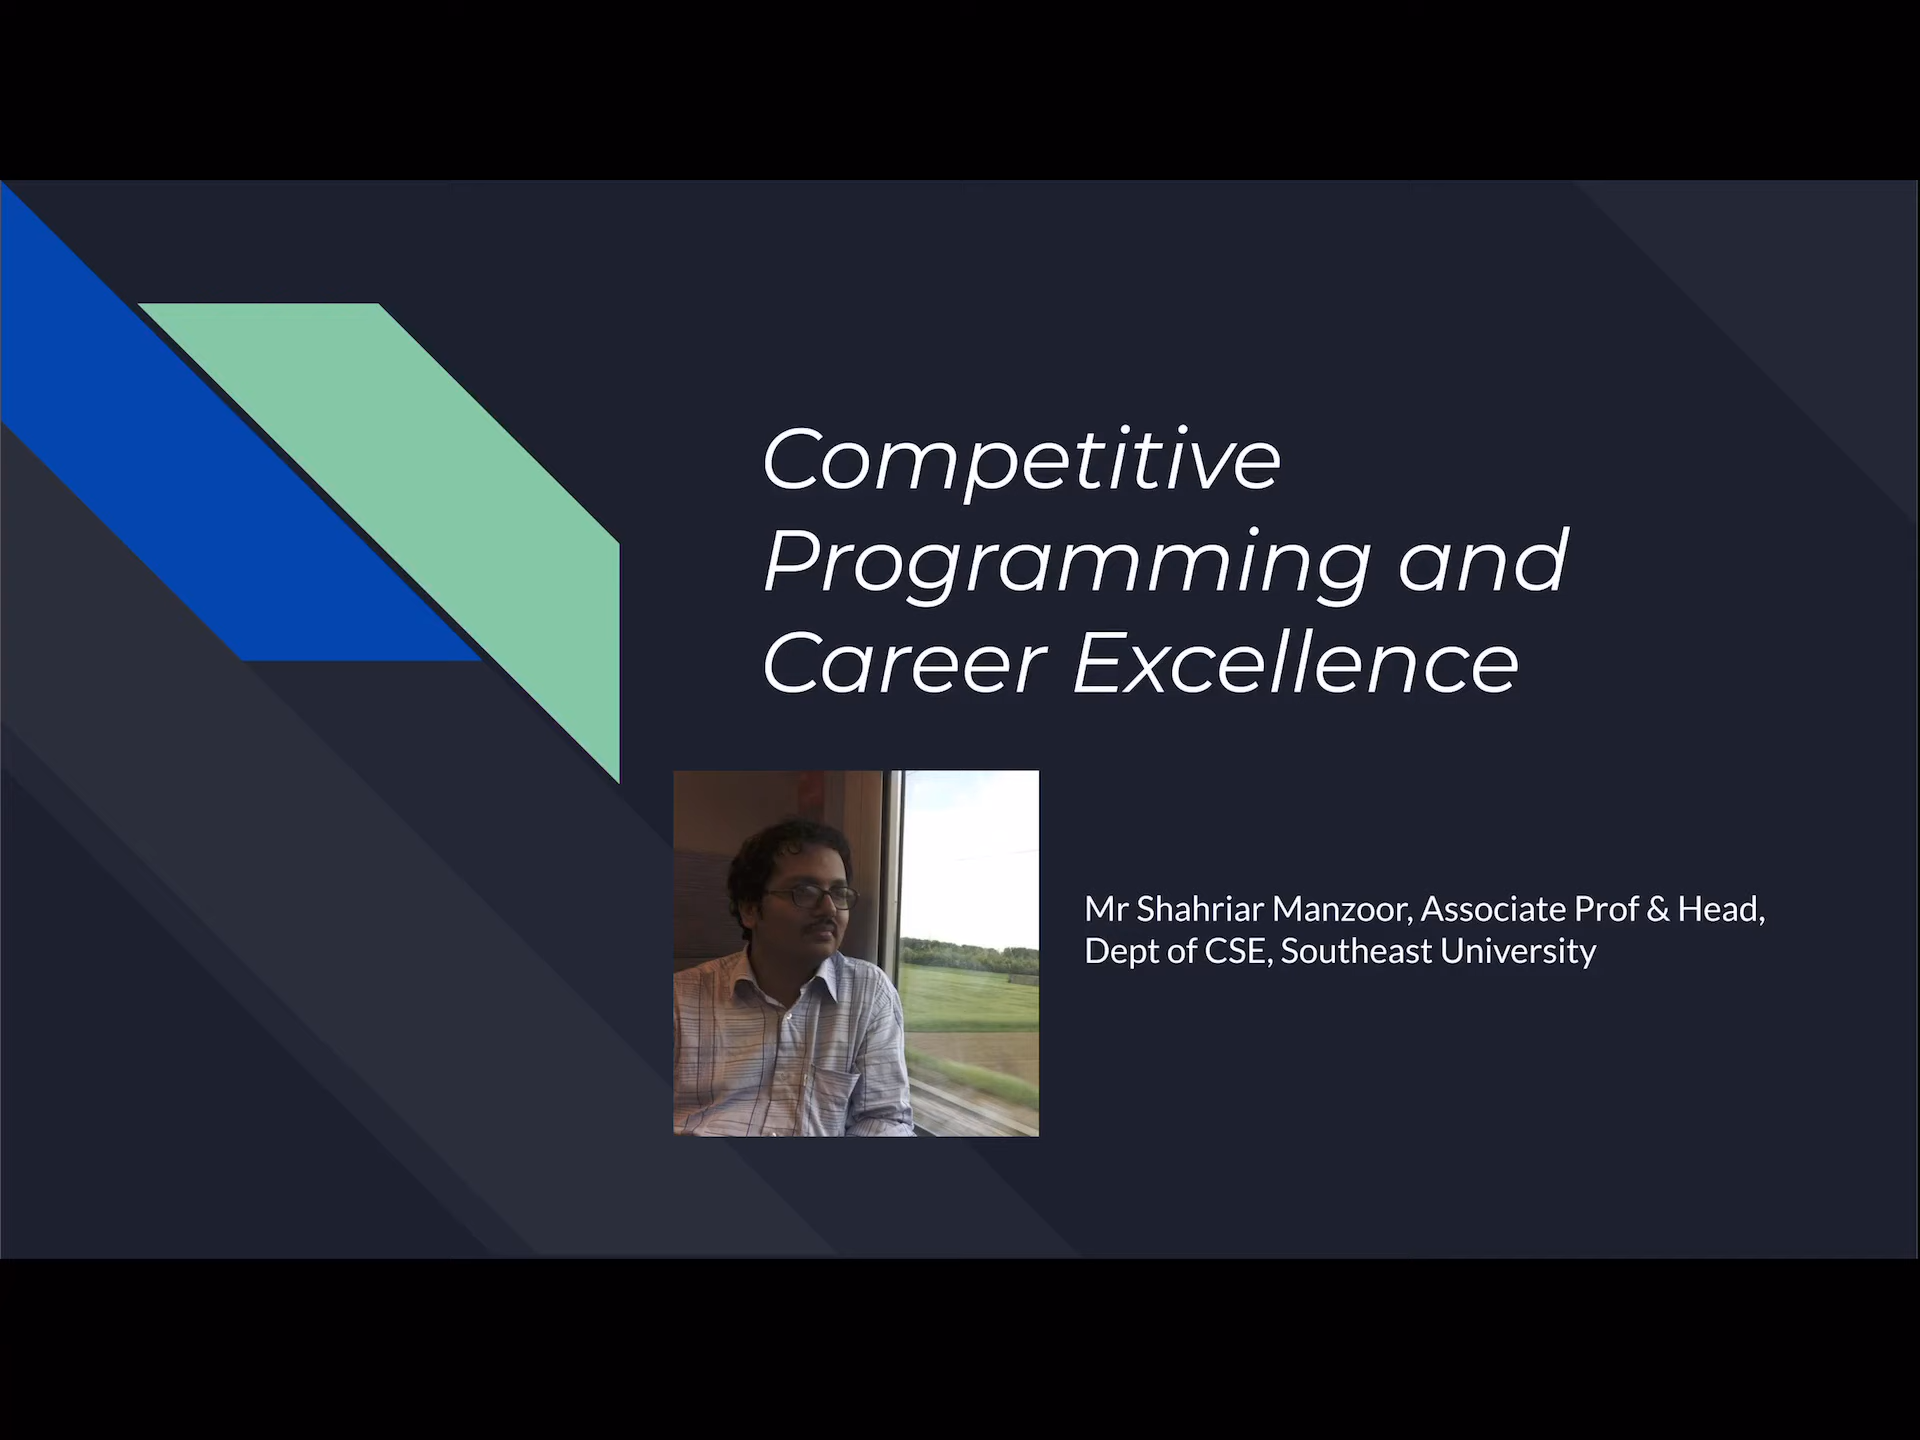 Competitive
Programming and
Career Excellence
Mr Shahriar Manzoor, Associate Prof & Head,
Dept of CSE, Southeast University